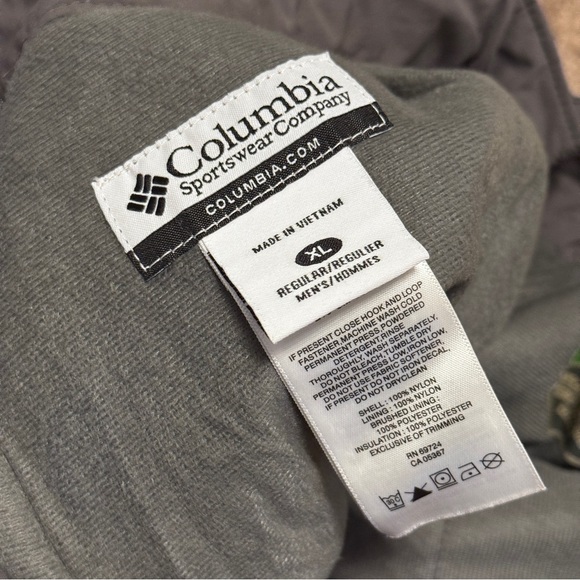 Columbia
Sportswear Company
COLUMBIA.COM
MADE IN VIETNAM
XL
REGULAR/REGULIER
MEN'S/HOMMES
IF PRESENT CLOSE HOOK AND LOOP
FASTENER, MACHINE WASH COLD
PERMANENT PRESS, POWDERED
DETERGENT, RINSE
THOROUGHLY, WASH SEPARATELY,
DO NOT BLEACH, TUMBLE DRY
PERMANENT PRESS LOW, IRON LOW,
DO NOT USE FABRIC SOFTENER,
IF PRESENT DO NOT IRON DECAL,
DO NOT DRYCLEAN
SHELL : 100% NYLON
LINING : 100% NYLON
BRUSHED LINING :
100% POLYESTER
INSULATION : 100% POLYESTER
EXCLUSIVE OF TRIMMING
RN 69724
CA 05367